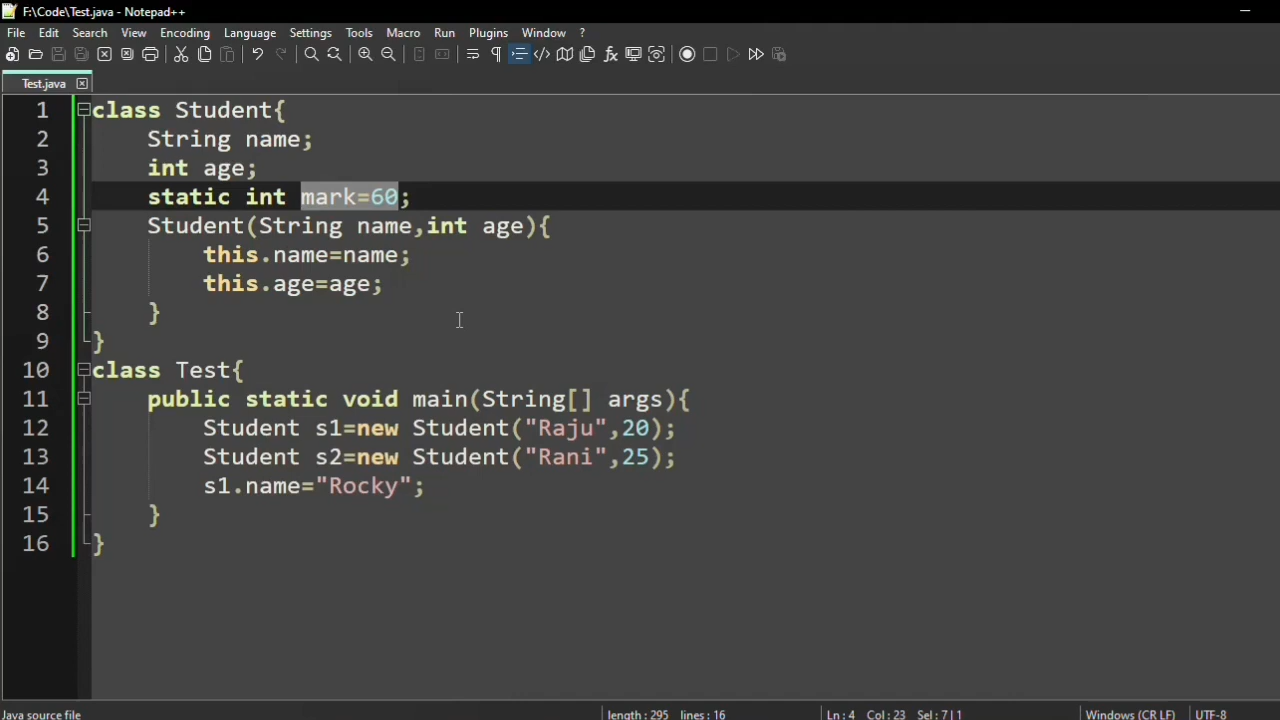 F:\Code\Test.java - Notepad++
File Edit Search View Encoding Language Settings Tools Macro Run Plugins Window ?
Test.java
1 class Student{
2 String name;
3 int age;
4 static int mark=60;
5 Student(String name,int age){
6 this.name=name;
7 this.age=age;
8 }
9 }
10 class Test{
11 public static void main(String[] args){
12 Student s1=new Student("Raju",20);
13 Student s2=new Student("Rani",25);
14 s1.name="Rocky";
15 }
16 }
Java source file length : 295 lines : 16 Ln : 4 Col : 23 Sel : 7 | 1 Windows (CR LF) UTF-8